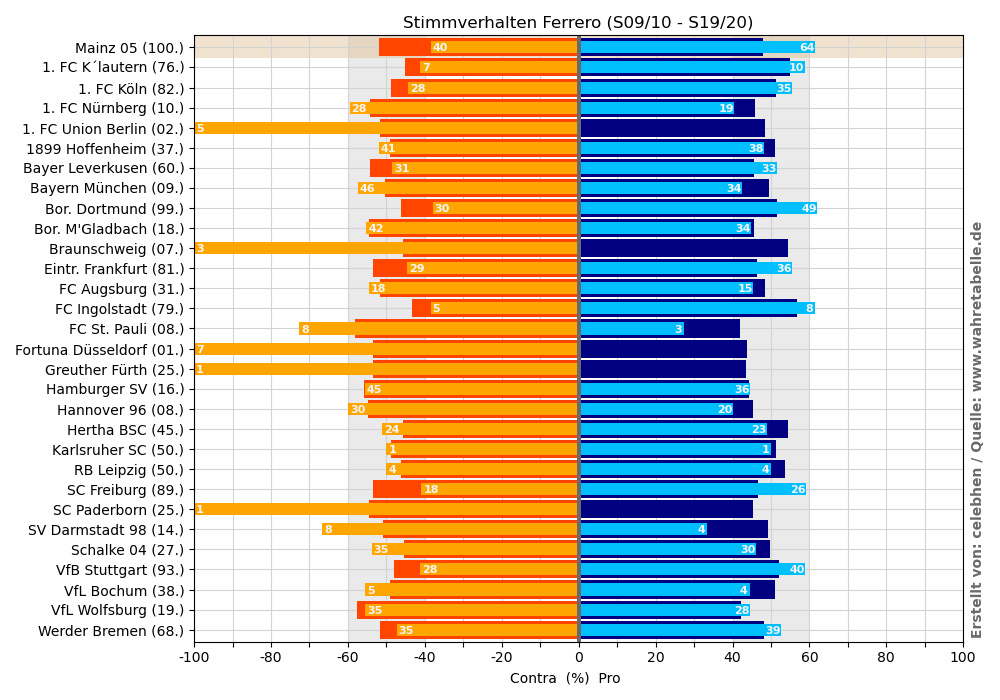 Stimmverhalten Ferrero (S09/10 - S19/20)
Mainz 05 (100.) 40 64
1. FC K´lautern (76.) 7 10
1. FC Köln (82.) 28 35
1. FC Nürnberg (10.) 28 19
1. FC Union Berlin (02.) 5
1899 Hoffenheim (37.) 41 38
Bayer Leverkusen (60.) 31 33
Bayern München (09.) 46 34
Bor. Dortmund (99.) 30 49
Bor. M'Gladbach (18.) 42 34
Braunschweig (07.) 3
Eintr. Frankfurt (81.) 29 36
FC Augsburg (31.) 18 15
FC Ingolstadt (79.) 5 8
FC St. Pauli (08.) 8 3
Fortuna Düsseldorf (01.) 7
Greuther Fürth (25.) 1
Hamburger SV (16.) 45 36
Hannover 96 (08.) 30 20
Hertha BSC (45.) 24 23
Karlsruher SC (50.) 1 1
RB Leipzig (50.) 4 4
SC Freiburg (89.) 18 26
SC Paderborn (25.) 1
SV Darmstadt 98 (14.) 8 4
Schalke 04 (27.) 35 30
VfB Stuttgart (93.) 28 40
VfL Bochum (38.) 5 4
VfL Wolfsburg (19.) 35 28
Werder Bremen (68.) 35 39
-100 -80 -60 -40 -20 0 20 40 60 80 100
Contra (%) Pro
Erstellt von: celebhen / Quelle: www.wahretabelle.de